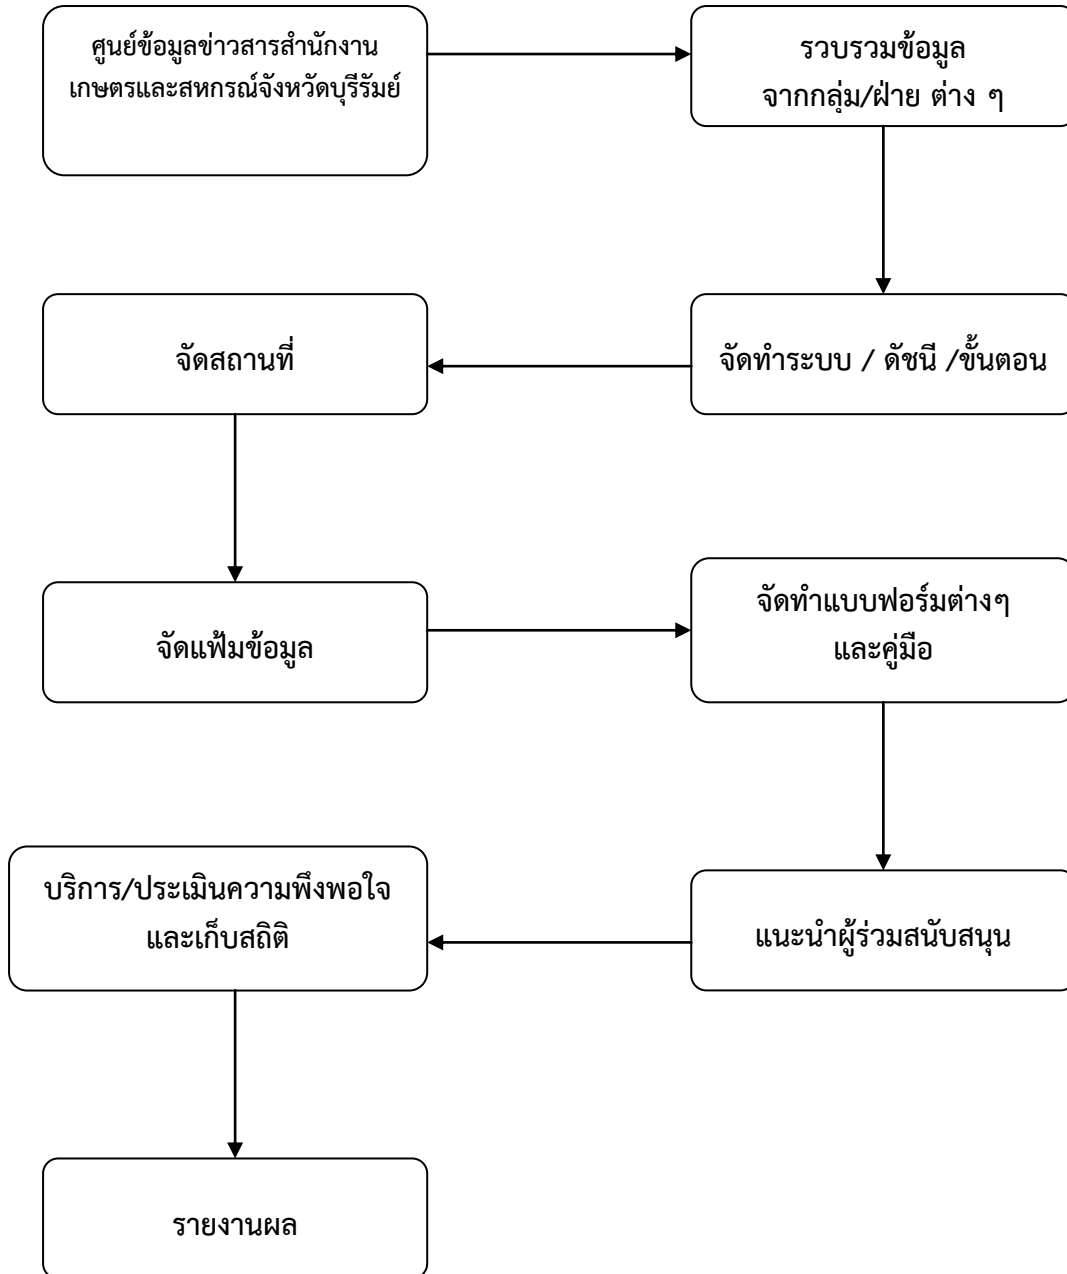 ศูนย์ข้อมูลข่าวสารสำนักงาน
เกษตรและสหกรณ์จังหวัดบุรีรัมย์
รวบรวมข้อมูล
จากกลุ่ม/ฝ่าย ต่าง ๆ
จัดทำระบบ / ดัชนี /ขั้นตอน
จัดสถานที่
จัดแฟ้มข้อมูล
จัดทำแบบฟอร์มต่างๆ
และคู่มือ
แนะนำผู้ร่วมสนับสนุน
บริการ/ประเมินความพึงพอใจ
และเก็บสถิติ
รายงานผล